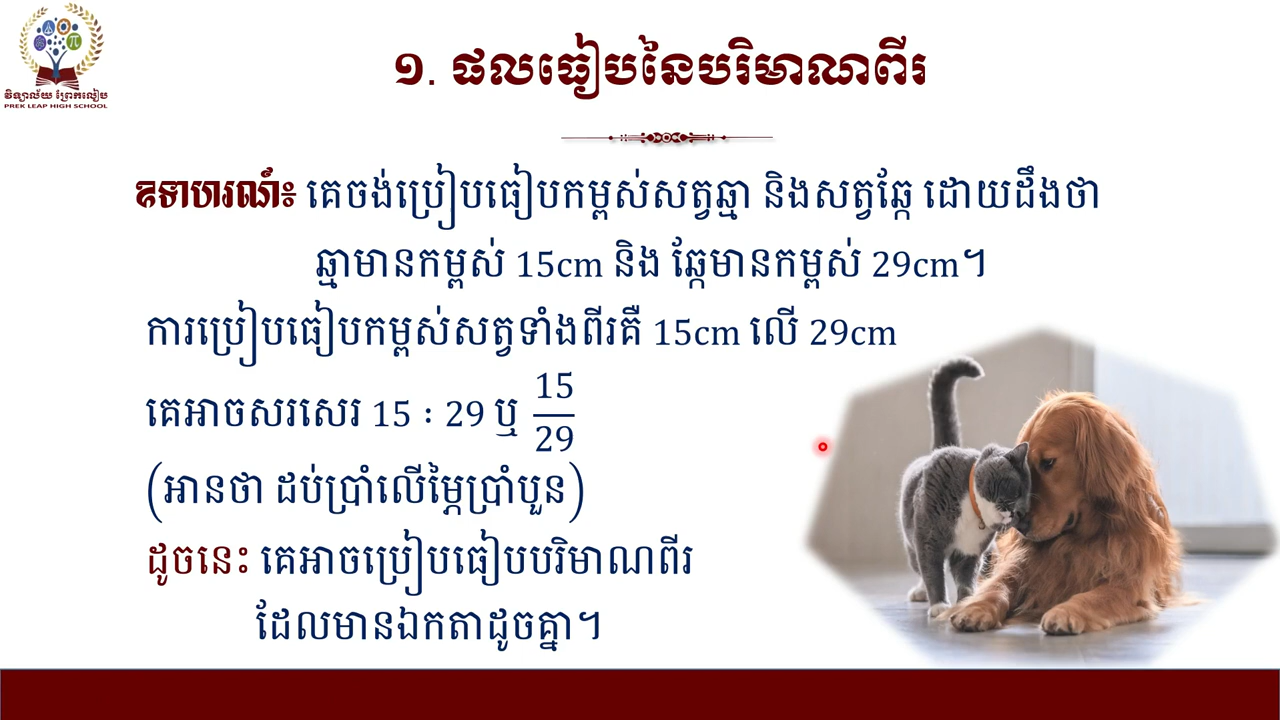 វិទ្យាល័យ ព្រែកលៀប
PREK LEAP HIGH SCHOOL
១. ផលធៀបនៃបរិមាណពីរ
ឧទាហរណ៍៖ គេចង់ប្រៀបធៀបកម្ពស់សត្វឆ្មា និងសត្វឆ្កែ ដោយដឹងថា
ឆ្មាមានកម្ពស់ 15cm និង ឆ្កែមានកម្ពស់ 29cm។
ការប្រៀបធៀបកម្ពស់សត្វទាំងពីរគឺ 15cm លើ 29cm
គេអាចសរសេរ 15 : 29 ឬ 15/29
(អានថា ដប់ប្រាំលើម្ភៃប្រាំបួន)
ដូចនេះ គេអាចប្រៀបធៀបបរិមាណពីរ
ដែលមានឯកតាដូចគ្នា។